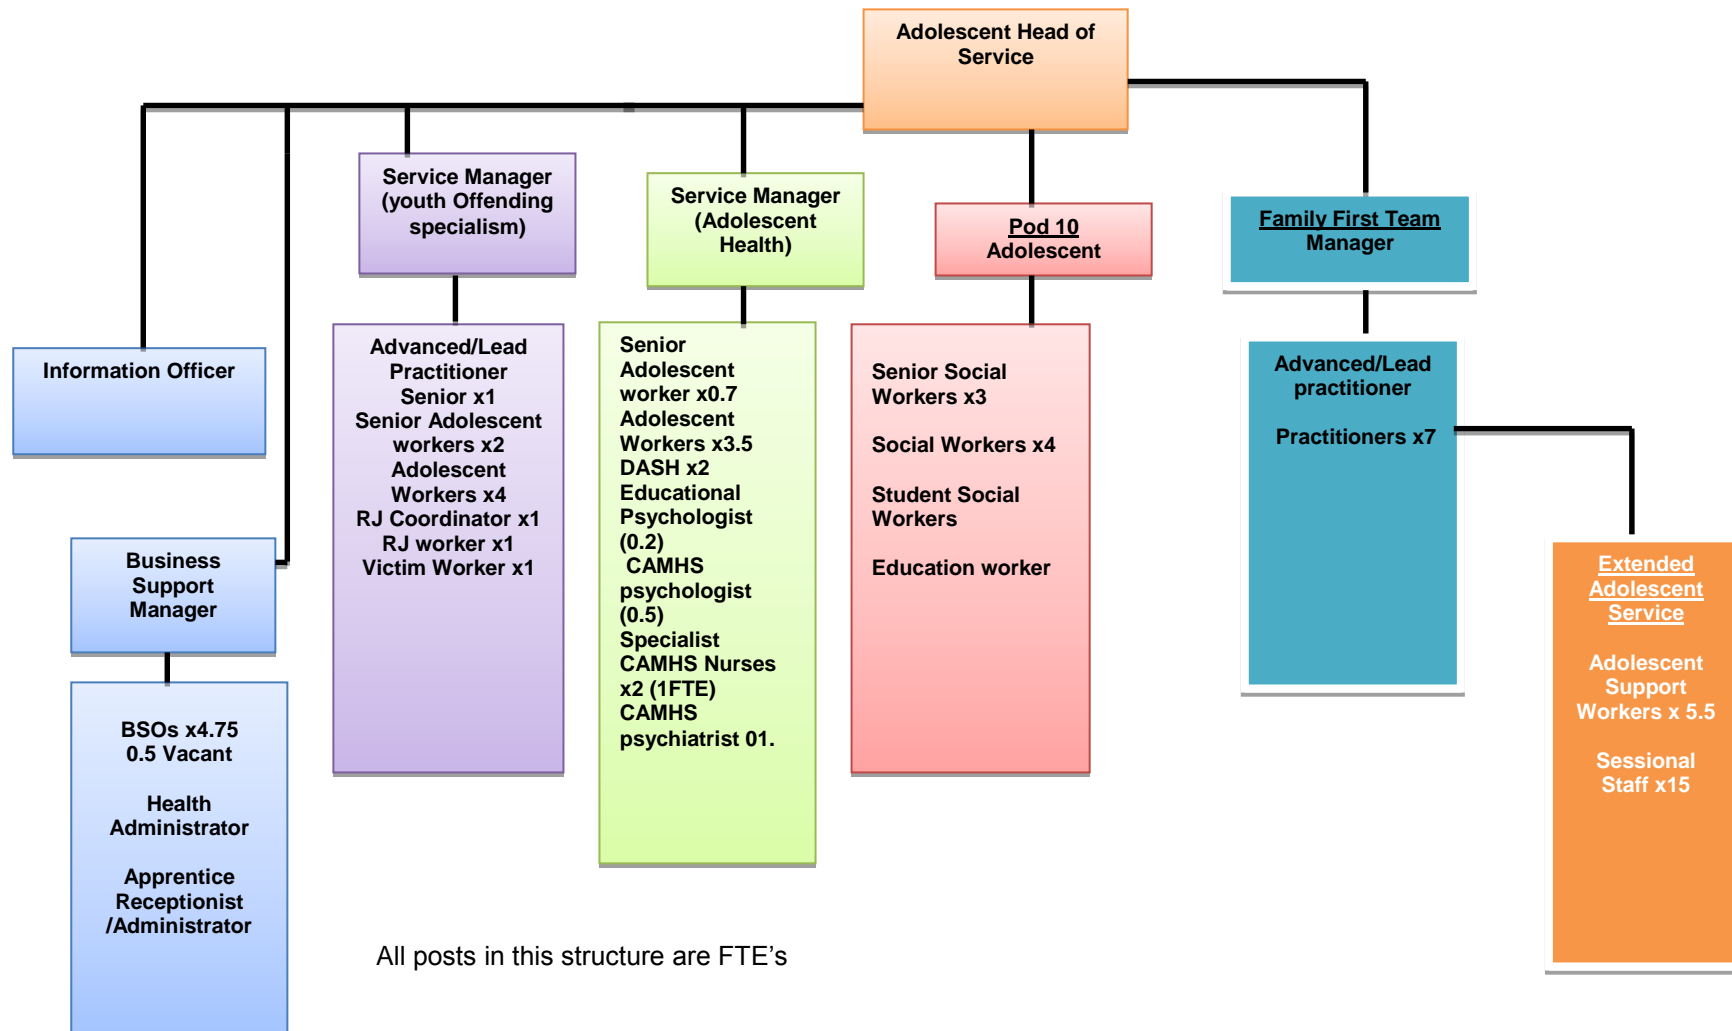 Adolescent Head of
Service
Service Manager
(youth Offending
specialism)
Service Manager
(Adolescent
Health)
Pod 10
Adolescent
Family First Team
Manager
Information Officer
Advanced/Lead
Practitioner
Senior x1
Senior Adolescent
workers x2
Adolescent
Workers x4
RJ Coordinator x1
RJ worker x1
Victim Worker x1
Senior
Adolescent
worker x0.7
Adolescent
Workers x3.5
DASH x2
Educational
Psychologist
(0.2)
CAMHS
psychologist
(0.5)
Specialist
CAMHS Nurses
x2 (1FTE)
CAMHS
psychiatrist 01.
Senior Social
Workers x3
Social Workers x4
Student Social
Workers
Education worker
Advanced/Lead
practitioner
Practitioners x7
Business
Support
Manager
Extended
Adolescent
Service
Adolescent
Support
Workers x 5.5
Sessional
Staff x15
BSOs x4.75
0.5 Vacant
Health
Administrator
Apprentice
Receptionist
/Administrator
All posts in this structure are FTE’s